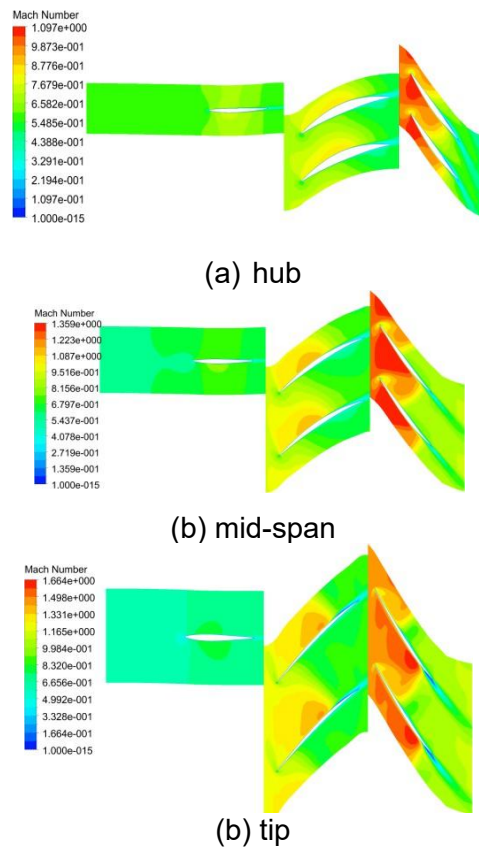 Mach Number
1.097e+000
9.873e-001
8.776e-001
7.679e-001
6.582e-001
5.485e-001
4.388e-001
3.291e-001
2.194e-001
1.097e-001
1.000e-015
(a) hub
Mach Number
1.359e+000
1.223e+000
1.087e+000
9.516e-001
8.156e-001
6.797e-001
5.437e-001
4.078e-001
2.719e-001
1.359e-001
1.000e-015
(b) mid-span
Mach Number
1.664e+000
1.498e+000
1.331e+000
1.165e+000
9.984e-001
8.320e-001
6.656e-001
4.992e-001
3.328e-001
1.664e-001
1.000e-015
(b) tip